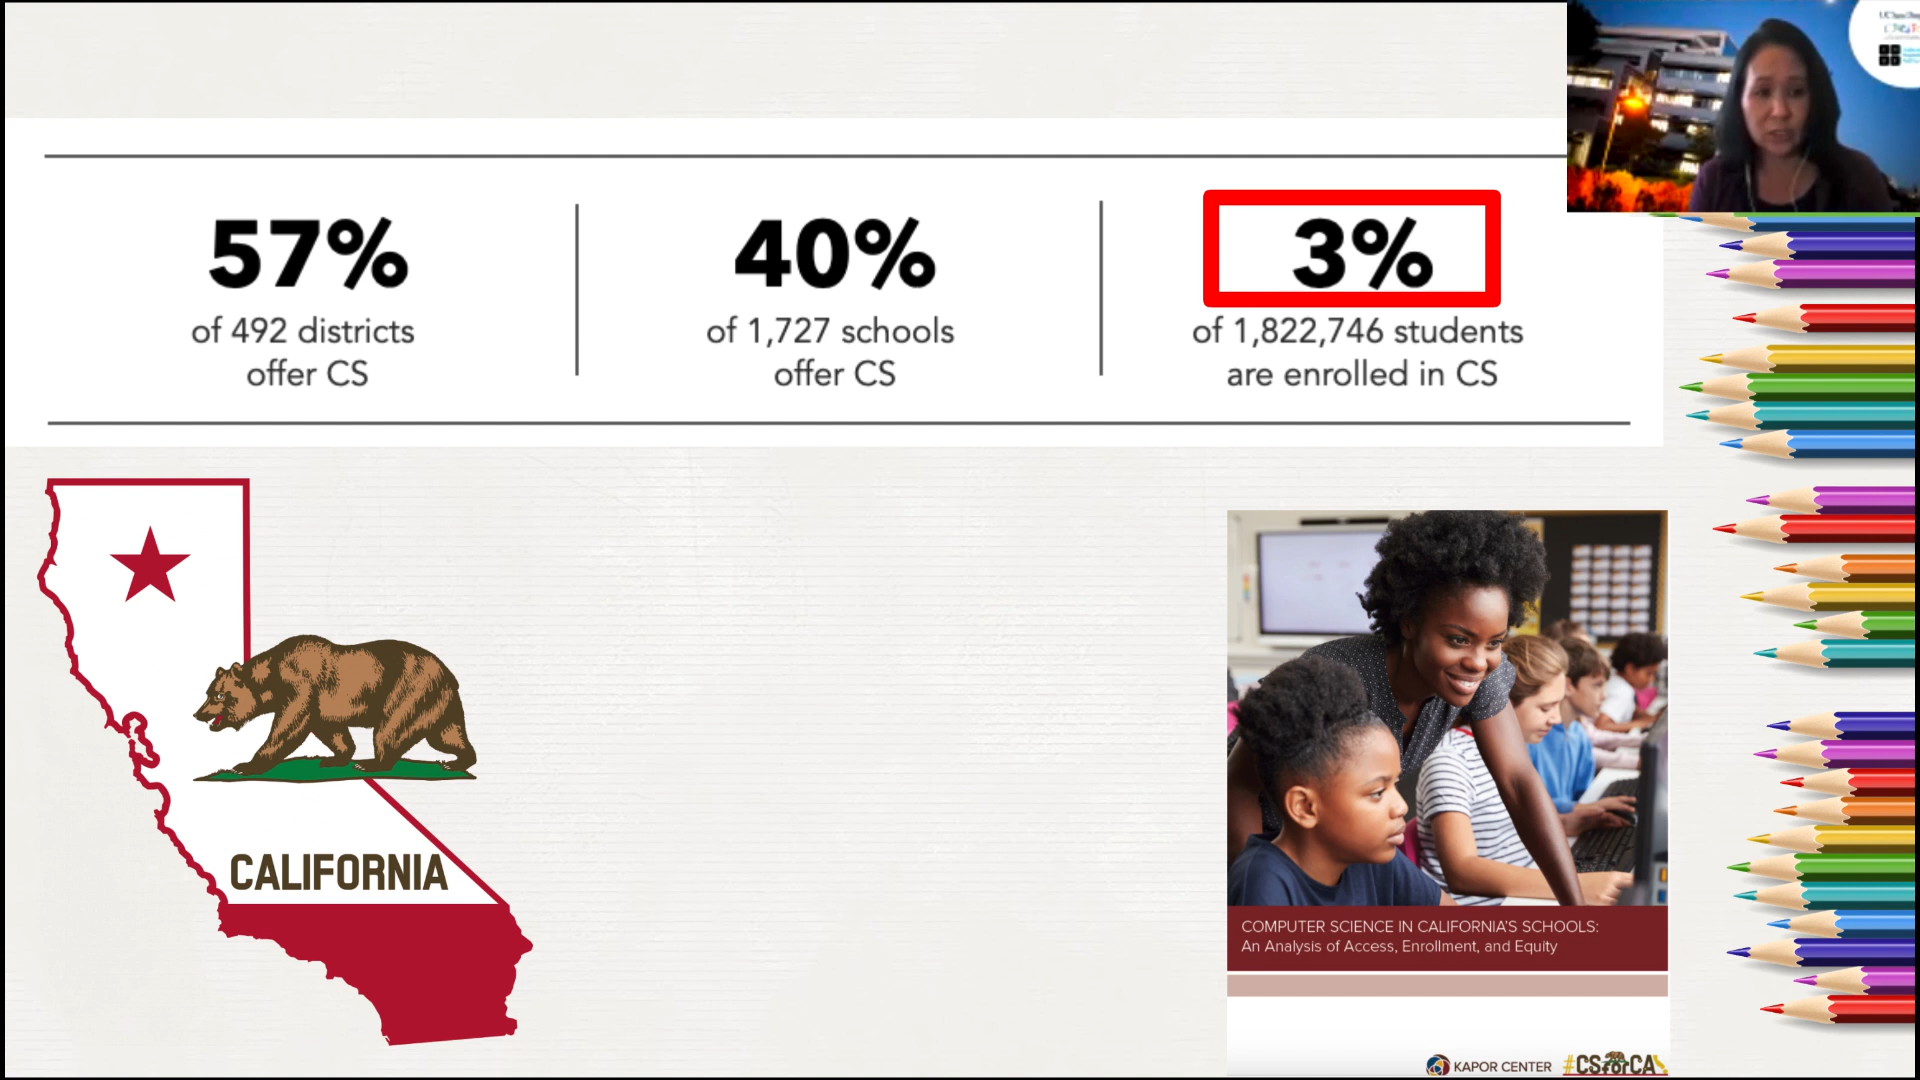 57%
of 492 districts
offer CS
40%
of 1,727 schools
offer CS
3%
of 1,822,746 students
are enrolled in CS
CALIFORNIA
COMPUTER SCIENCE IN CALIFORNIA'S SCHOOLS:
An Analysis of Access, Enrollment, and Equity
KAPOR CENTER
#CSforCA